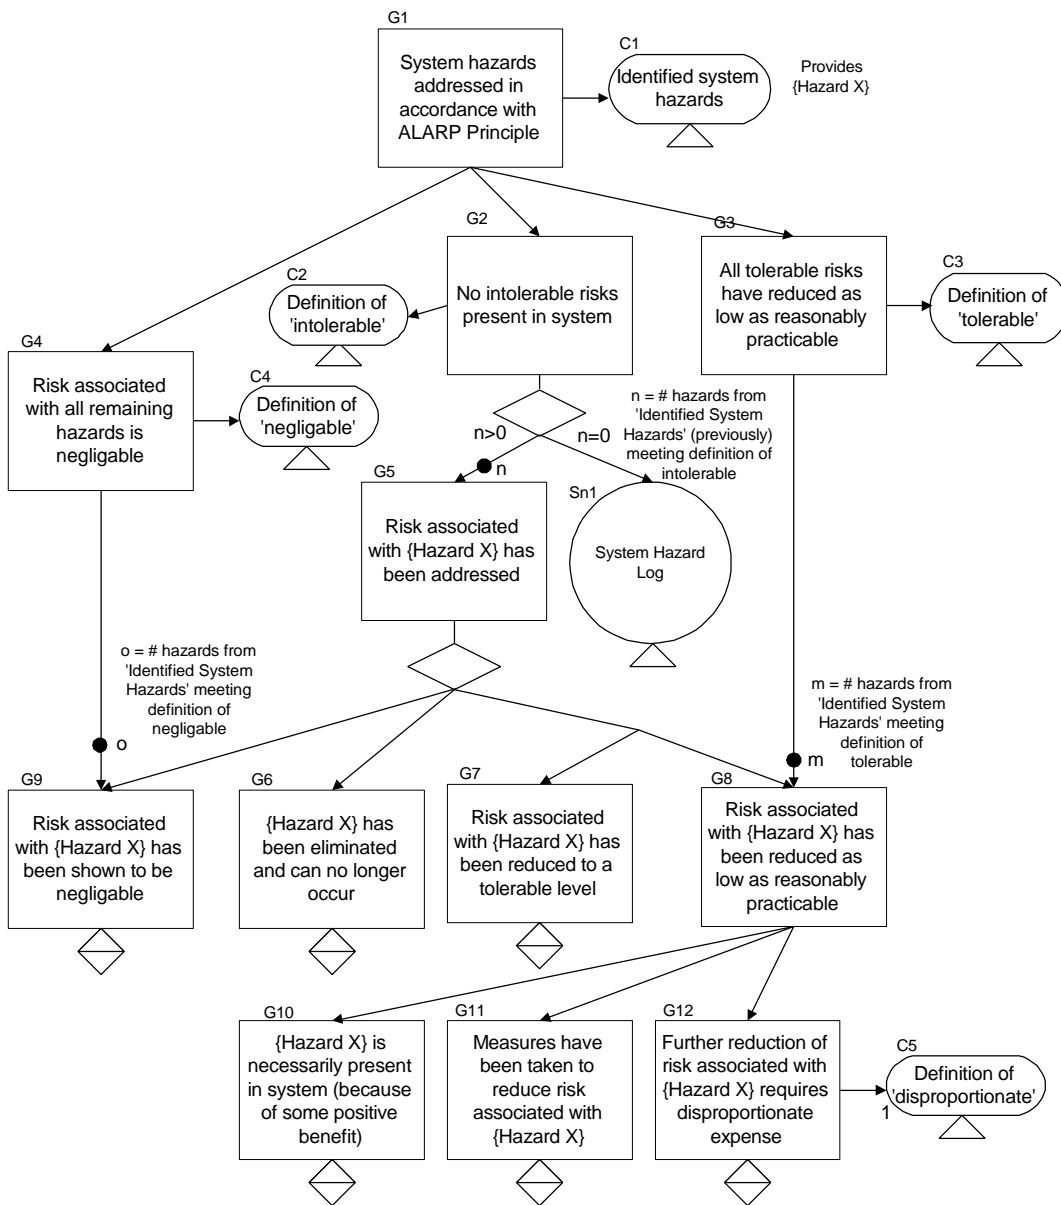 G1
System hazards
addressed in
accordance with
ALARP Principle
C1
Identified system
hazards
Provides
{Hazard X}
G2
No intolerable risks
present in system
G3
All tolerable risks
have reduced as
low as reasonably
practicable
C2
Definition of
'intolerable'
C3
Definition of
'tolerable'
G4
Risk associated
with all remaining
hazards is
negligable
C4
Definition of
'negligable'
n>0
n=0
n
n = # hazards from
'Identified System
Hazards' (previously)
meeting definition of
intolerable
G5
Risk associated
with {Hazard X} has
been addressed
Sn1
System Hazard
Log
o = # hazards from
'Identified System
Hazards' meeting
definition of
negligable
o
m = # hazards from
'Identified System
Hazards' meeting
definition of
tolerable
m
G9
Risk associated
with {Hazard X} has
been shown to be
negligable
G6
{Hazard X} has
been eliminated
and can no longer
occur
G7
Risk associated
with {Hazard X} has
been reduced to a
tolerable level
G8
Risk associated
with {Hazard X} has
been reduced as
low as reasonably
practicable
G10
{Hazard X} is
necessarily present
in system (because
of some positive
benefit)
G11
Measures have
been taken to
reduce risk
associated with
{Hazard X}
G12
Further reduction of
risk associated with
{Hazard X} requires
disproportionate
expense
C5
Definition of
'disproportionate'
1